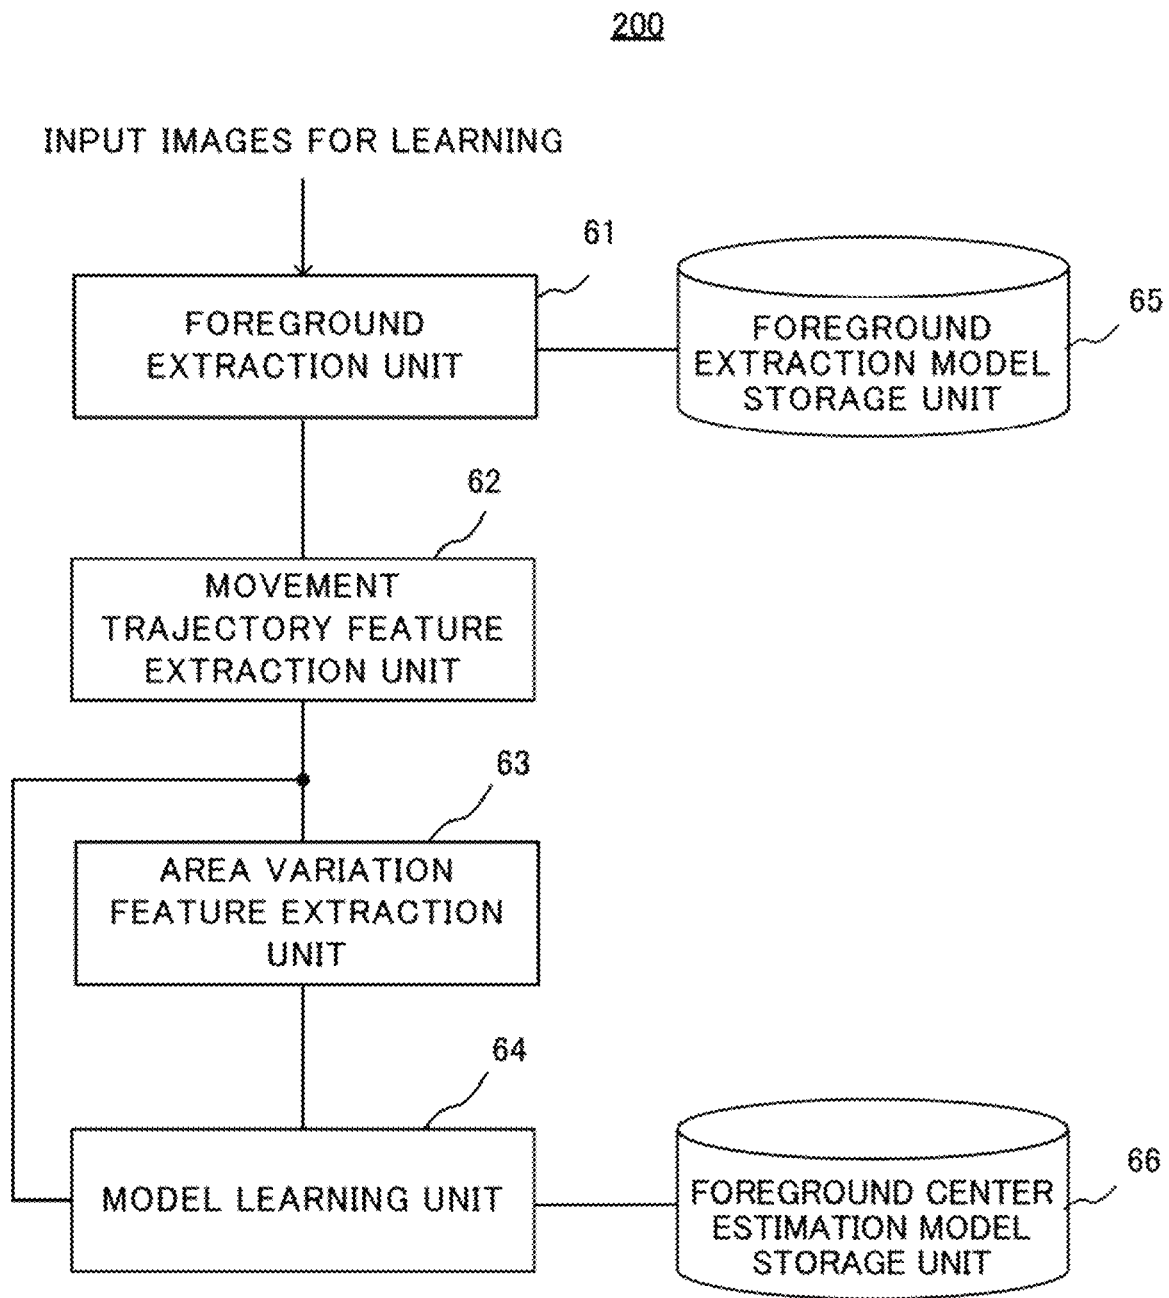 200
INPUT IMAGES FOR LEARNING
61
FOREGROUND
EXTRACTION UNIT
65
FOREGROUND
EXTRACTION MODEL
STORAGE UNIT
62
MOVEMENT
TRAJECTORY FEATURE
EXTRACTION UNIT
63
AREA VARIATION
FEATURE EXTRACTION
UNIT
64
MODEL LEARNING UNIT
66
FOREGROUND CENTER
ESTIMATION MODEL
STORAGE UNIT